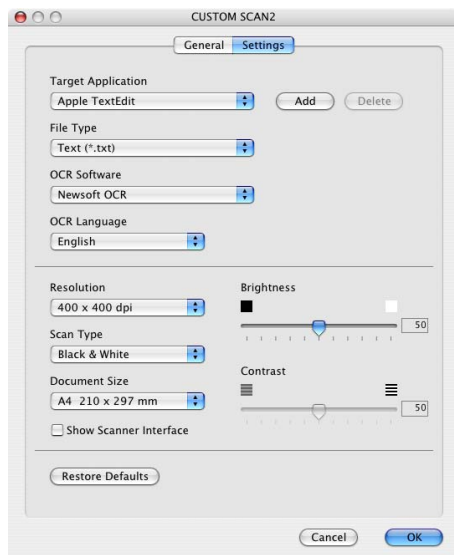 CUSTOM SCAN2
General Settings
Target Application
Apple TextEdit Add Delete
File Type
Text (*.txt)
OCR Software
Newsoft OCR
OCR Language
English
Resolution
400 x 400 dpi
Scan Type
Black & White
Document Size
A4 210 x 297 mm
Show Scanner Interface
Brightness
50
Contrast
50
Restore Defaults
Cancel OK